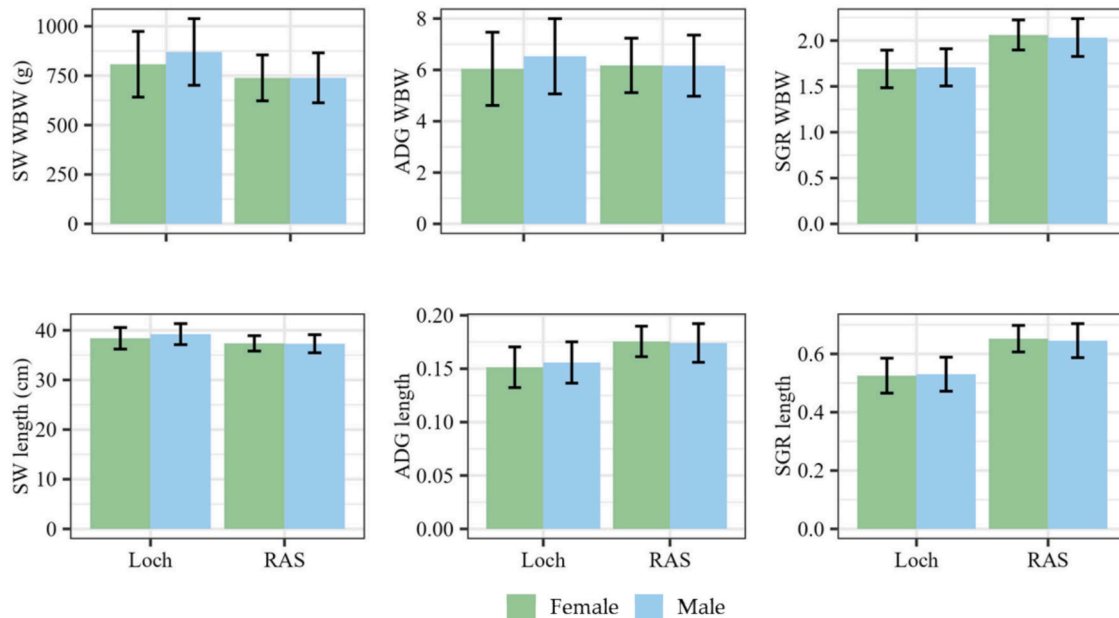 SW WBW (g)
1000
750
500
250
0
ADG WBW
8
6
4
2
0
SGR WBW
2.0
1.5
1.0
0.5
0.0
SW length (cm)
40
30
20
10
0
Loch RAS
ADG length
0.20
0.15
0.10
0.05
0.00
Loch RAS
SGR length
0.6
0.4
0.2
0.0
Loch RAS
Female Male